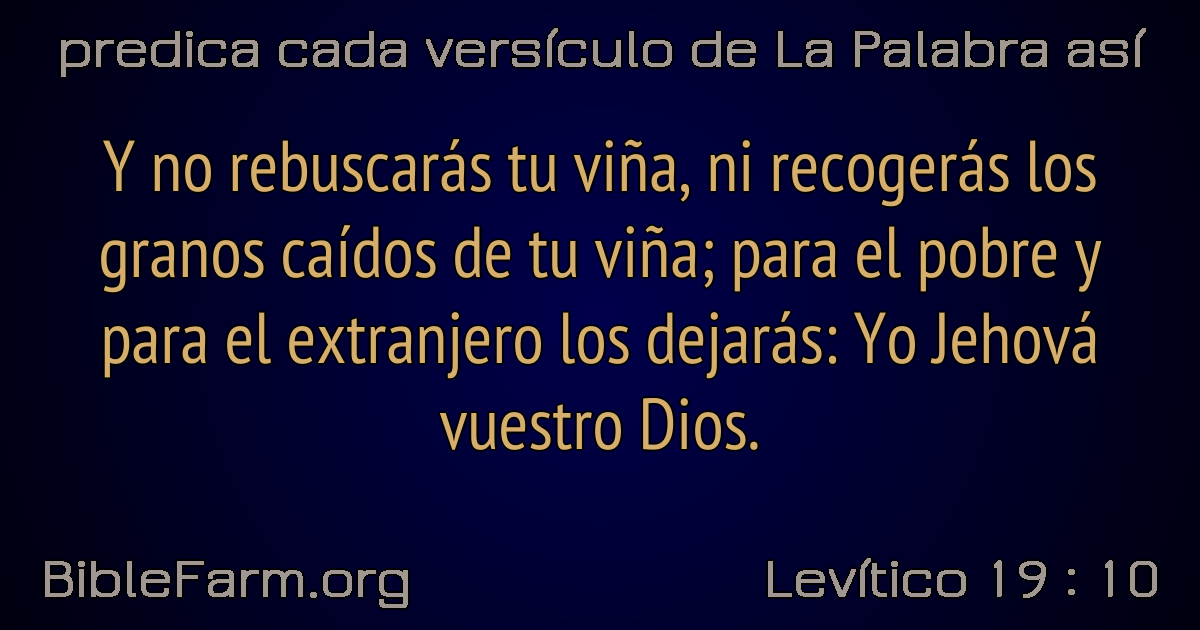 predica cada versículo de La Palabra así
Y no rebuscarás tu viña, ni recogerás los
granos caídos de tu viña; para el pobre y
para el extranjero los dejarás: Yo Jehová
vuestro Dios.
BibleFarm.org
Levítico 19 : 10